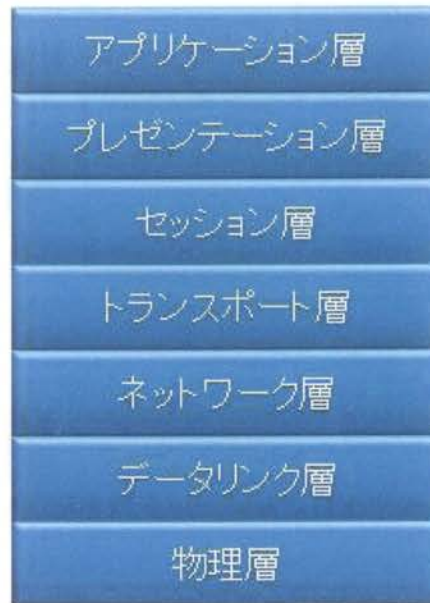 アプリケーション層
プレゼンテーション層
セッション層
トランスポート層
ネットワーク層
データリンク層
物理層